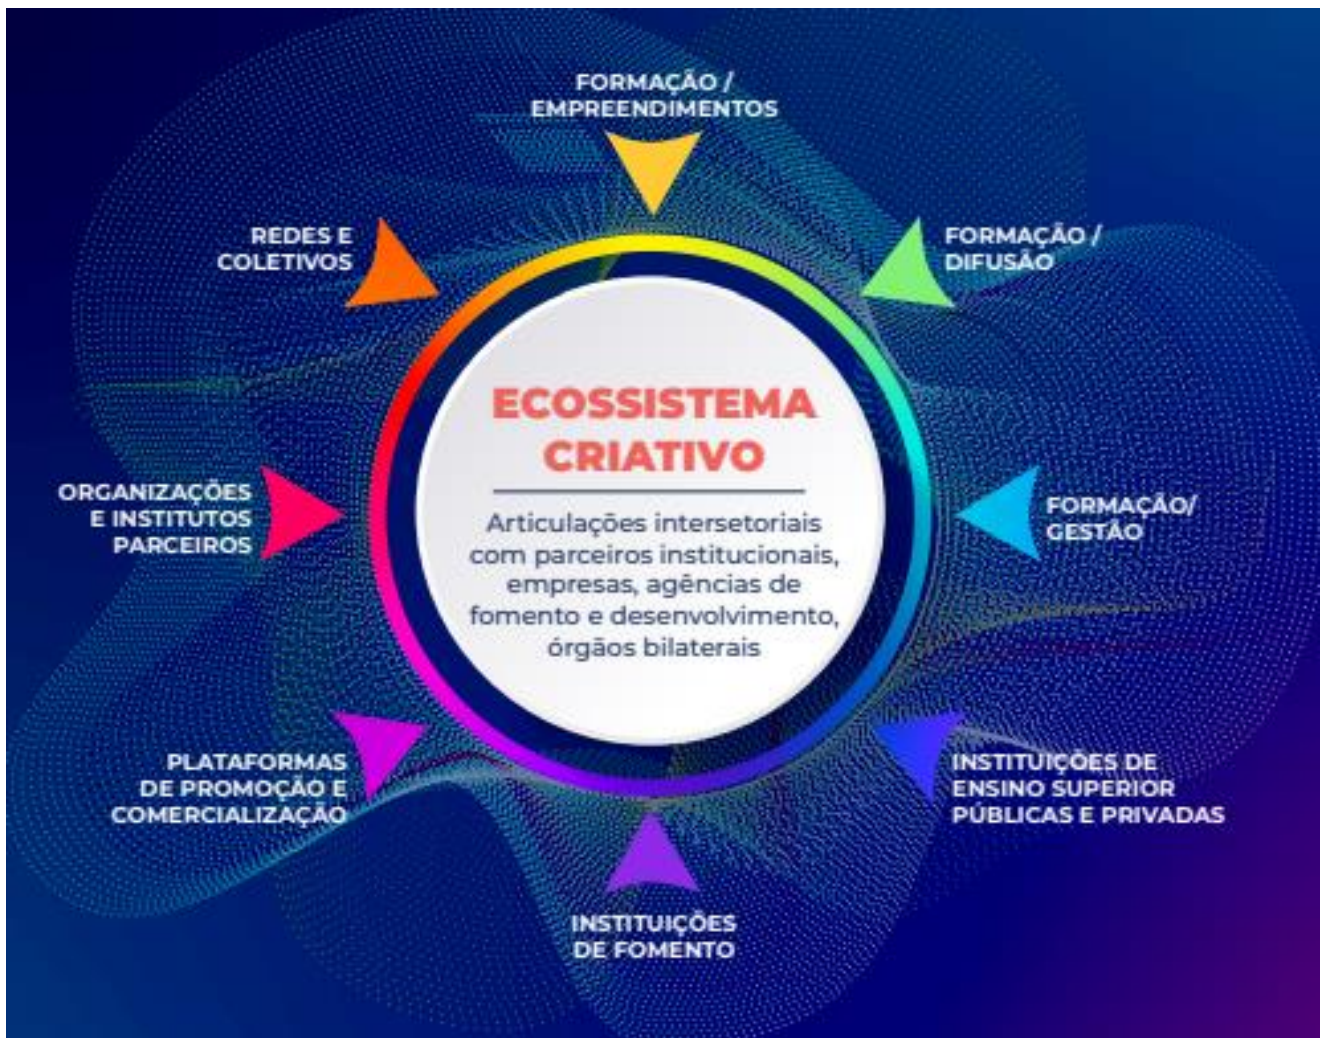 FORMAÇÃO /
EMPREENDIMENTOS
REDES E
COLETIVOS
FORMAÇÃO /
DIFUSÃO
ECOSSISTEMA
CRIATIVO
Articulações intersetoriais
com parceiros institucionais,
empresas, agências de
fomento e desenvolvimento,
órgãos bilaterais
ORGANIZAÇÕES
E INSTITUTOS
PARCEIROS
FORMAÇÃO/
GESTÃO
PLATAFORMAS
DE PROMOÇÃO E
COMERCIALIZAÇÃO
INSTITUIÇÕES DE
ENSINO SUPERIOR
PÚBLICAS E PRIVADAS
INSTITUIÇÕES
DE FOMENTO